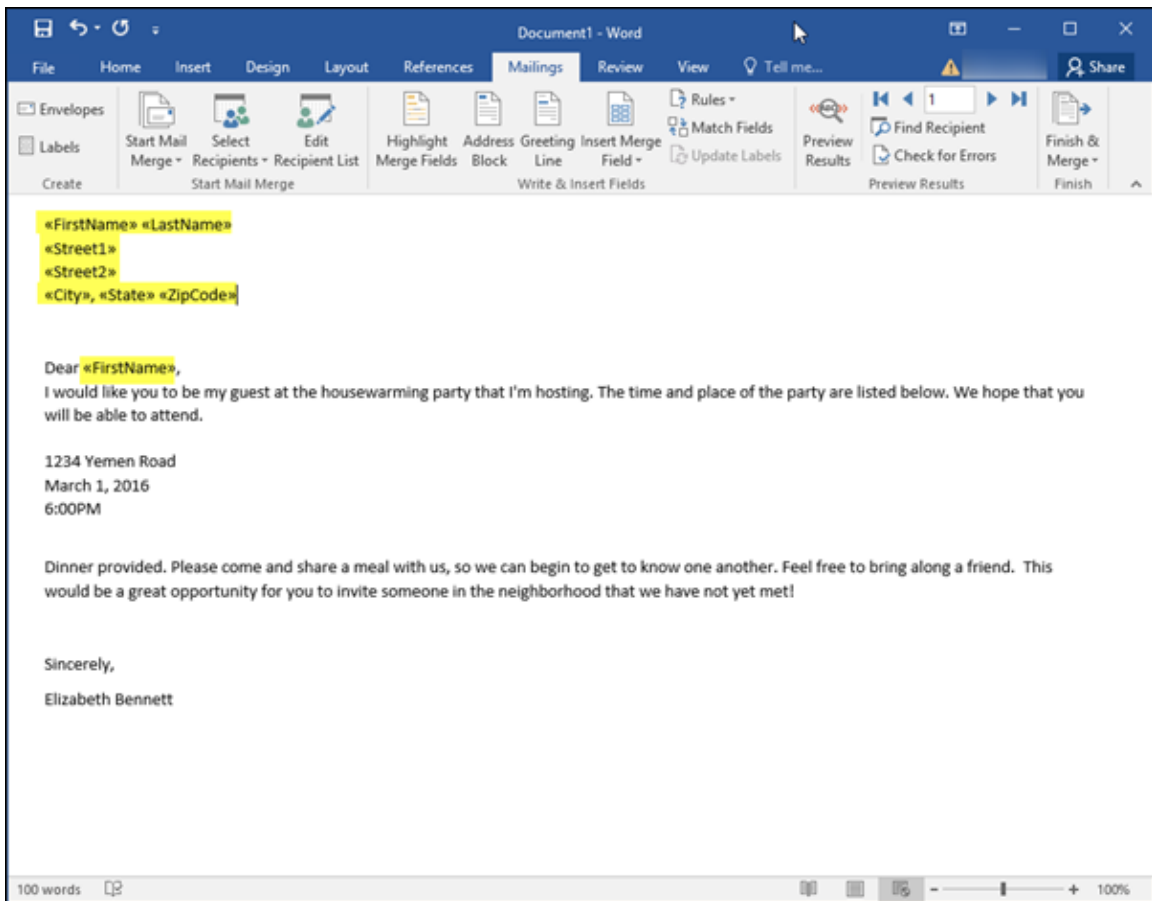 Document1 - Word
File Home Insert Design Layout References Mailings Review View Tell me... Share
Envelopes
Labels
Create
Start Mail
Merge
Select
Recipients
Edit
Recipient List
Start Mail Merge
Highlight
Merge Fields
Address
Block
Greeting
Line
Insert Merge
Field
Rules
Match Fields
Update Labels
Write & Insert Fields
ABC
Preview
Results
1
Find Recipient
Check for Errors
Preview Results
Finish &
Merge
Finish
«FirstName» «LastName»
«Street1»
«Street2»
«City», «State» «ZipCode»
Dear «FirstName»,
I would like you to be my guest at the housewarming party that I'm hosting. The time and place of the party are listed below. We hope that you
will be able to attend.
1234 Yemen Road
March 1, 2016
6:00PM
Dinner provided. Please come and share a meal with us, so we can begin to get to know one another. Feel free to bring along a friend.  This
would be a great opportunity for you to invite someone in the neighborhood that we have not yet met!
Sincerely,
Elizabeth Bennett
100 words
100%